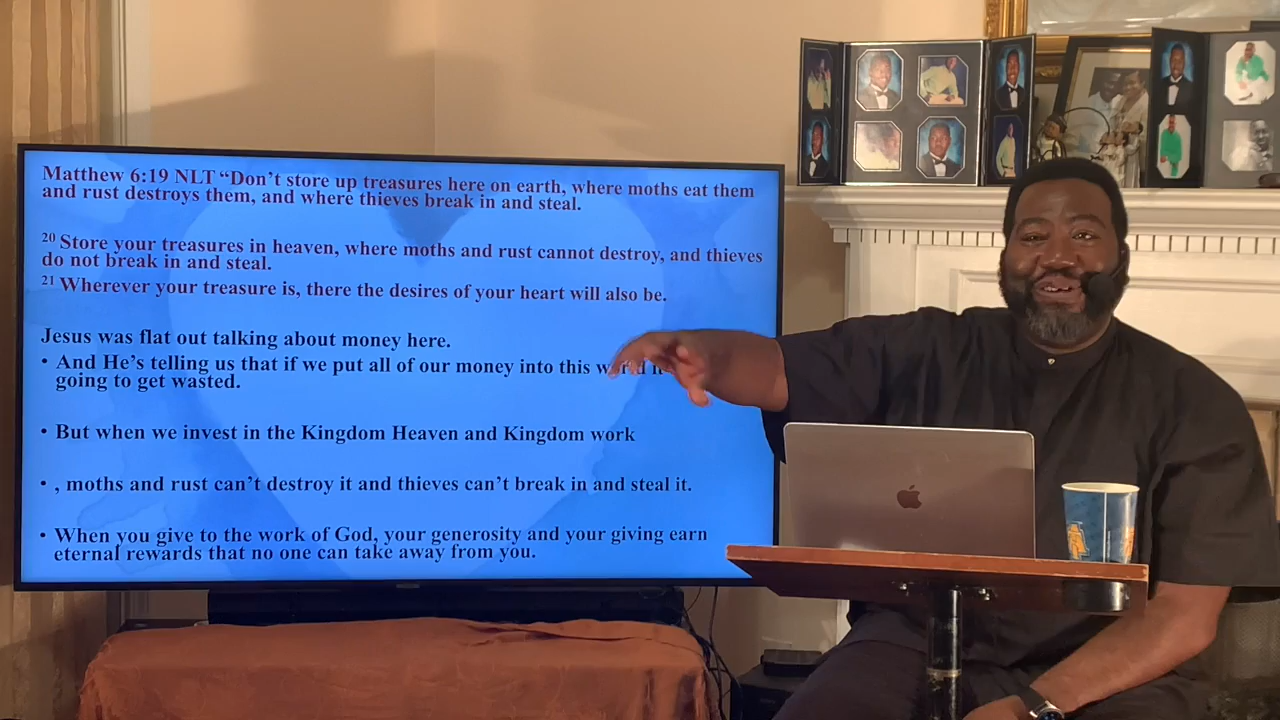 Matthew 6:19 NLT “Don’t store up treasures here on earth, where moths eat them
and rust destroys them, and where thieves break in and steal.
20 Store your treasures in heaven, where moths and rust cannot destroy, and thieves
do not break in and steal.
21 Wherever your treasure is, there the desires of your heart will also be.
Jesus was flat out talking about money here.
• And He’s telling us that if we put all of our money into this
going to get wasted.
• But when we invest in the Kingdom Heaven and Kingdom work
• , moths and rust can’t destroy it and thieves can’t break in and steal it.
• When you give to the work of God, your generosity and your giving earn
eternal rewards that no one can take away from you.